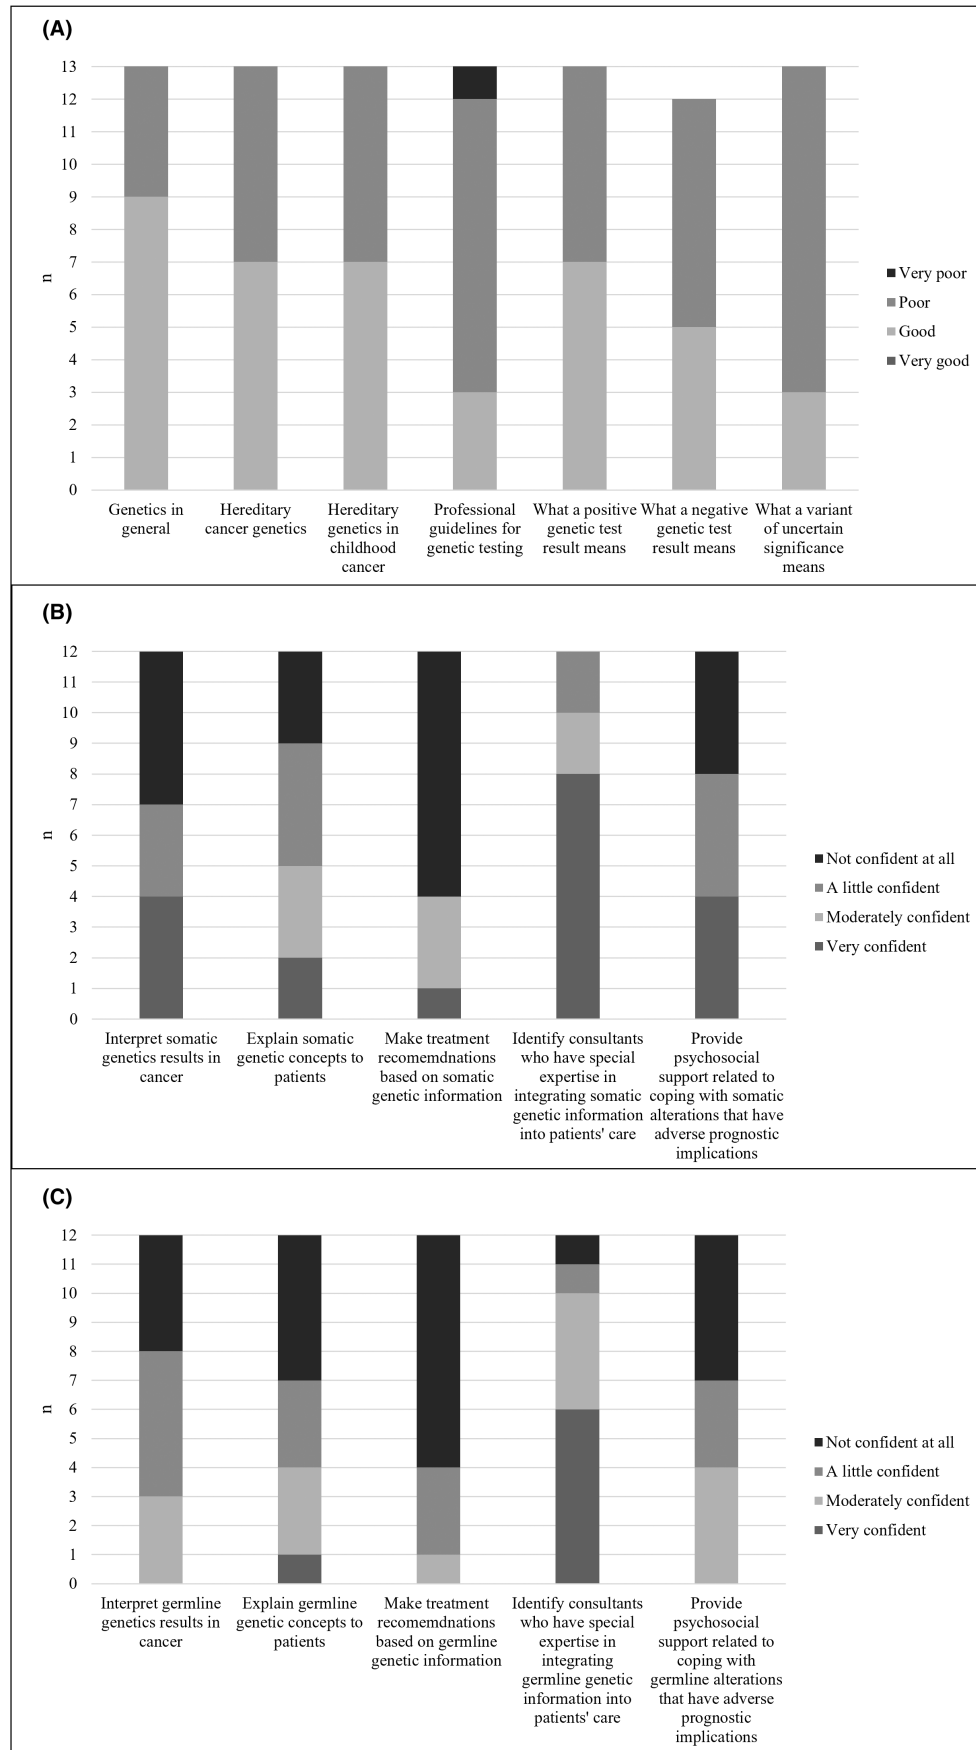 (A)
13
12
11
10
9
8
7
6
5
4
3
2
1
0
n
Genetics in
general
Hereditary
cancer genetics
Hereditary
genetics in
childhood
cancer
Professional
guidelines for
genetic testing
What a positive
genetic test
result means
What a negative
genetic test
result means
What a variant
of uncertain
significance
means
Very poor
Poor
Good
Very good
(B)
12
11
10
9
8
7
6
5
4
3
2
1
0
n
Interpret somatic
genetics results in
cancer
Explain somatic
genetic concepts to
patients
Make treatment
recomemdnations
based on somatic
genetic information
Identify consultants
who have special
expertise in
integrating somatic
genetic information
into patients' care
Provide
psychosocial
support related to
coping with somatic
alterations that have
adverse prognostic
implications
Not confident at all
A little confident
Moderately confident
Very confident
(C)
12
11
10
9
8
7
6
5
4
3
2
1
0
n
Interpret germline
genetics results in
cancer
Explain germline
genetic concepts to
patients
Make treatment
recomemdnations
based on germline
genetic information
Identify consultants
who have special
expertise in
integrating
germline genetic
information into
patients' care
Provide
psychosocial
support related to
coping with
germline alterations
that have adverse
prognostic
implications
Not confident at all
A little confident
Moderately confident
Very confident